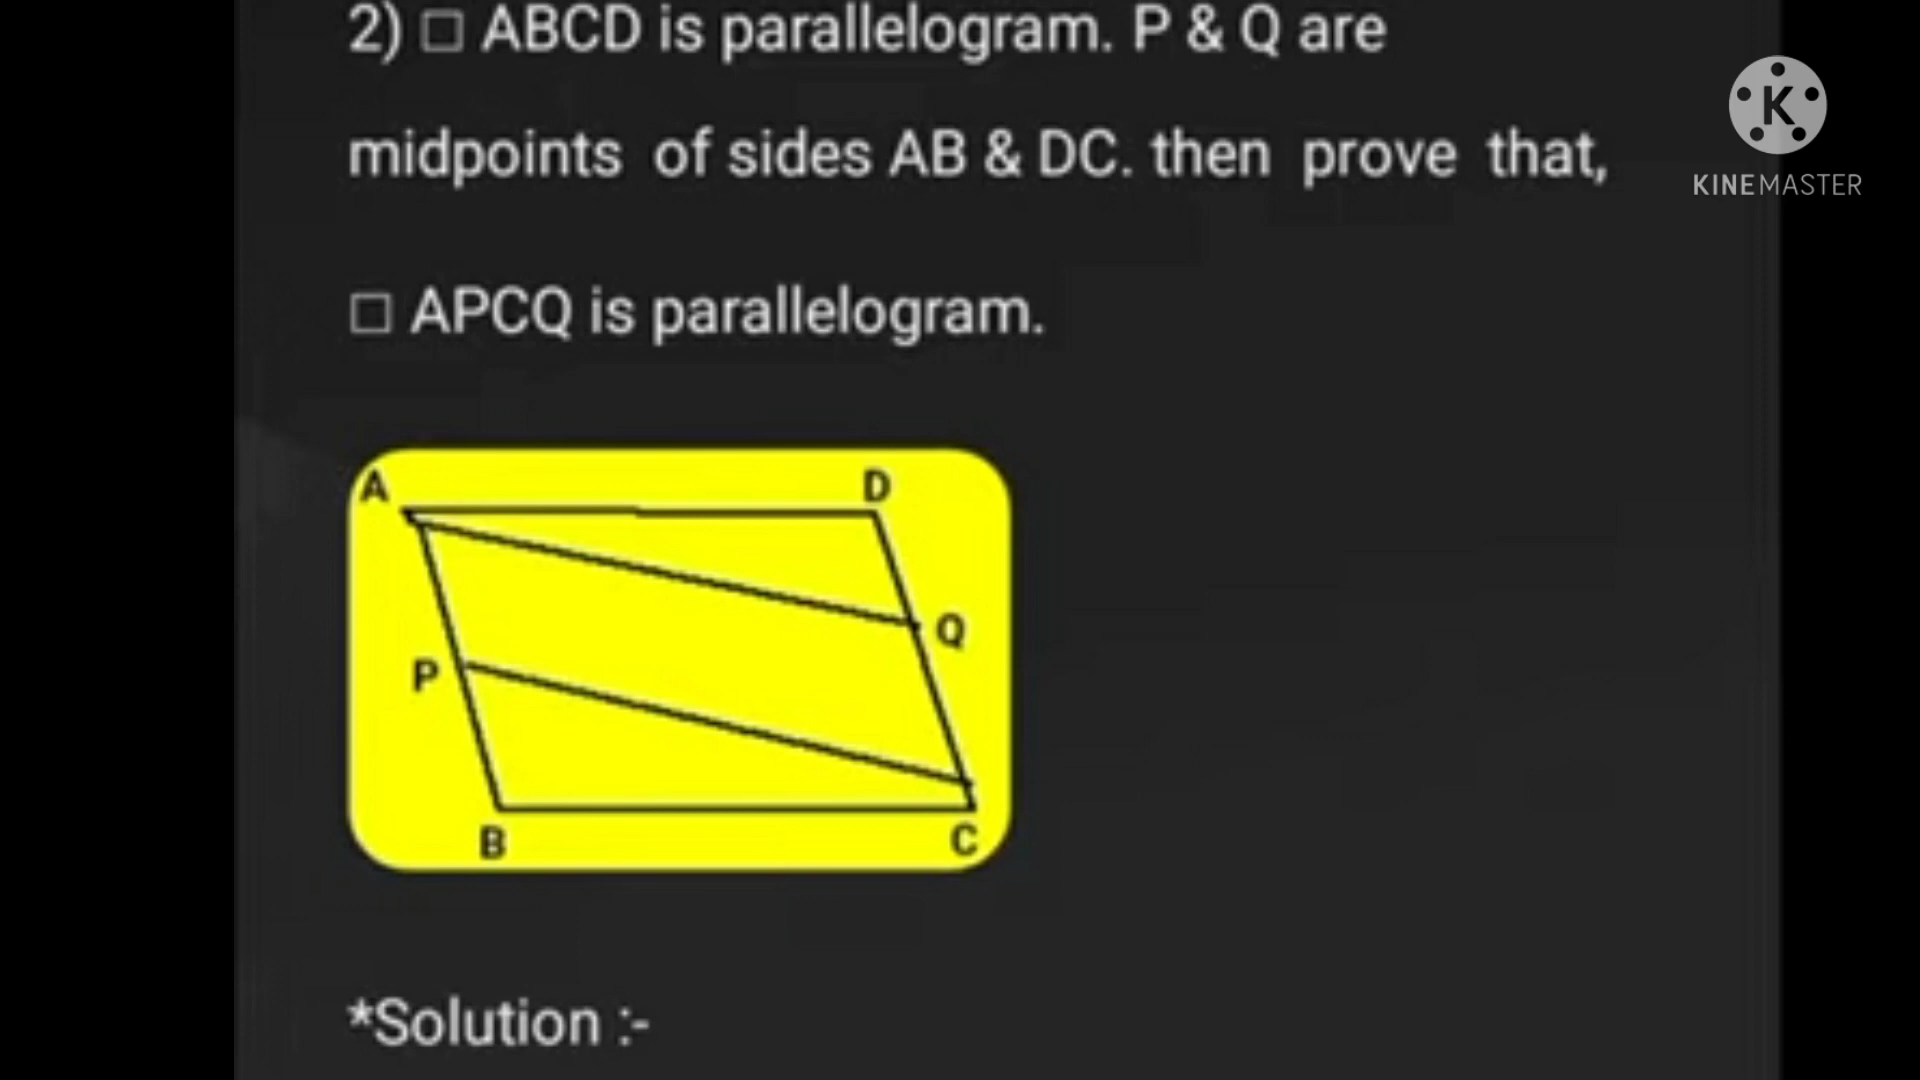 2) □ ABCD is parallelogram. P & Q are
KINEMASTER
midpoints of sides AB & DC. then prove that,
□ APCQ is parallelogram.
A
D
Q
P
B
C
*Solution :-